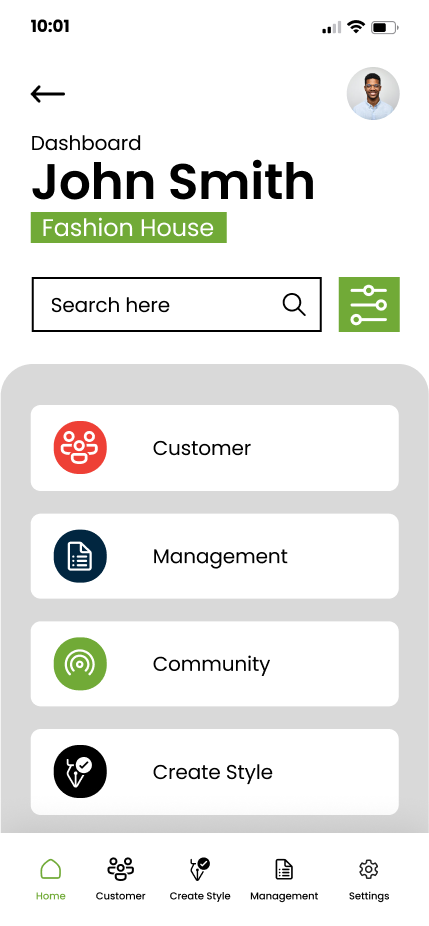 10:01
Dashboard
John Smith
Fashion House
Search here
Customer
Management
Community
Create Style
Home Customer Create Style Management Settings